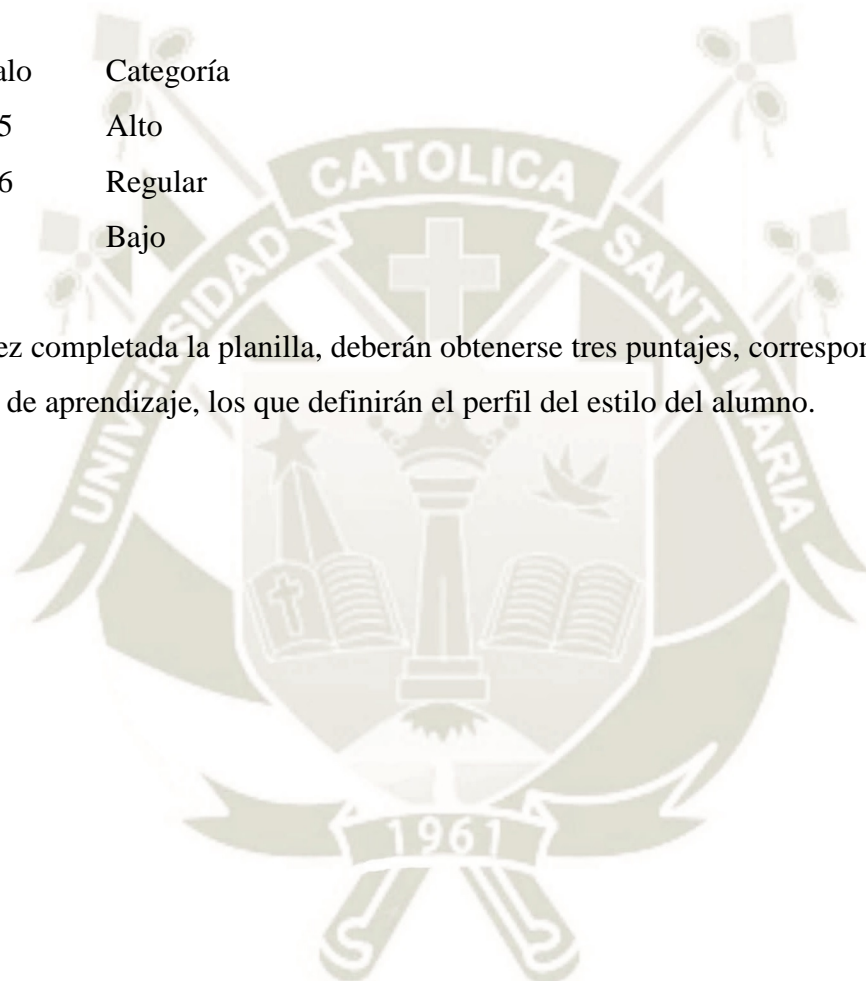 alo Categoría
5 Alto
6 Regular
Bajo
ez completada la planilla, deberán obtenerse tres puntajes, correspon
de aprendizaje, los que definirán el perfil del estilo del alumno.
UNIVERSIDAD CATOLICA SANTA MARIA
1961